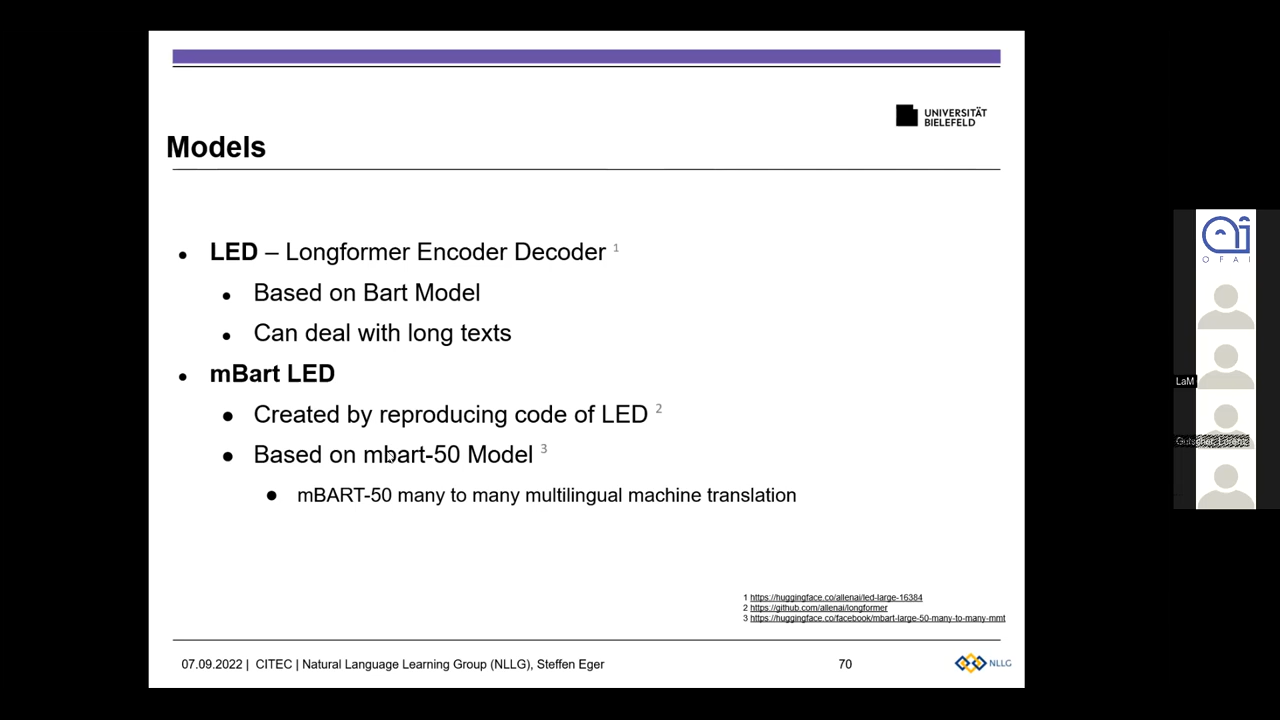 UNIVERSITÄT
BIELEFELD
Models
LED – Longformer Encoder Decoder 1
Based on Bart Model
Can deal with long texts
mBart LED
Created by reproducing code of LED 2
Based on mbart-50 Model 3
mBART-50 many to many multilingual machine translation
1 https://huggingface.co/allenai/led-large-16384
2 https://github.com/allenai/longformer
3 https://huggingface.co/facebook/mbart-large-50-many-to-many-mmt
07.09.2022 | CITEC | Natural Language Learning Group (NLLG), Steffen Eger
70
NLLG
OFAI
LaM